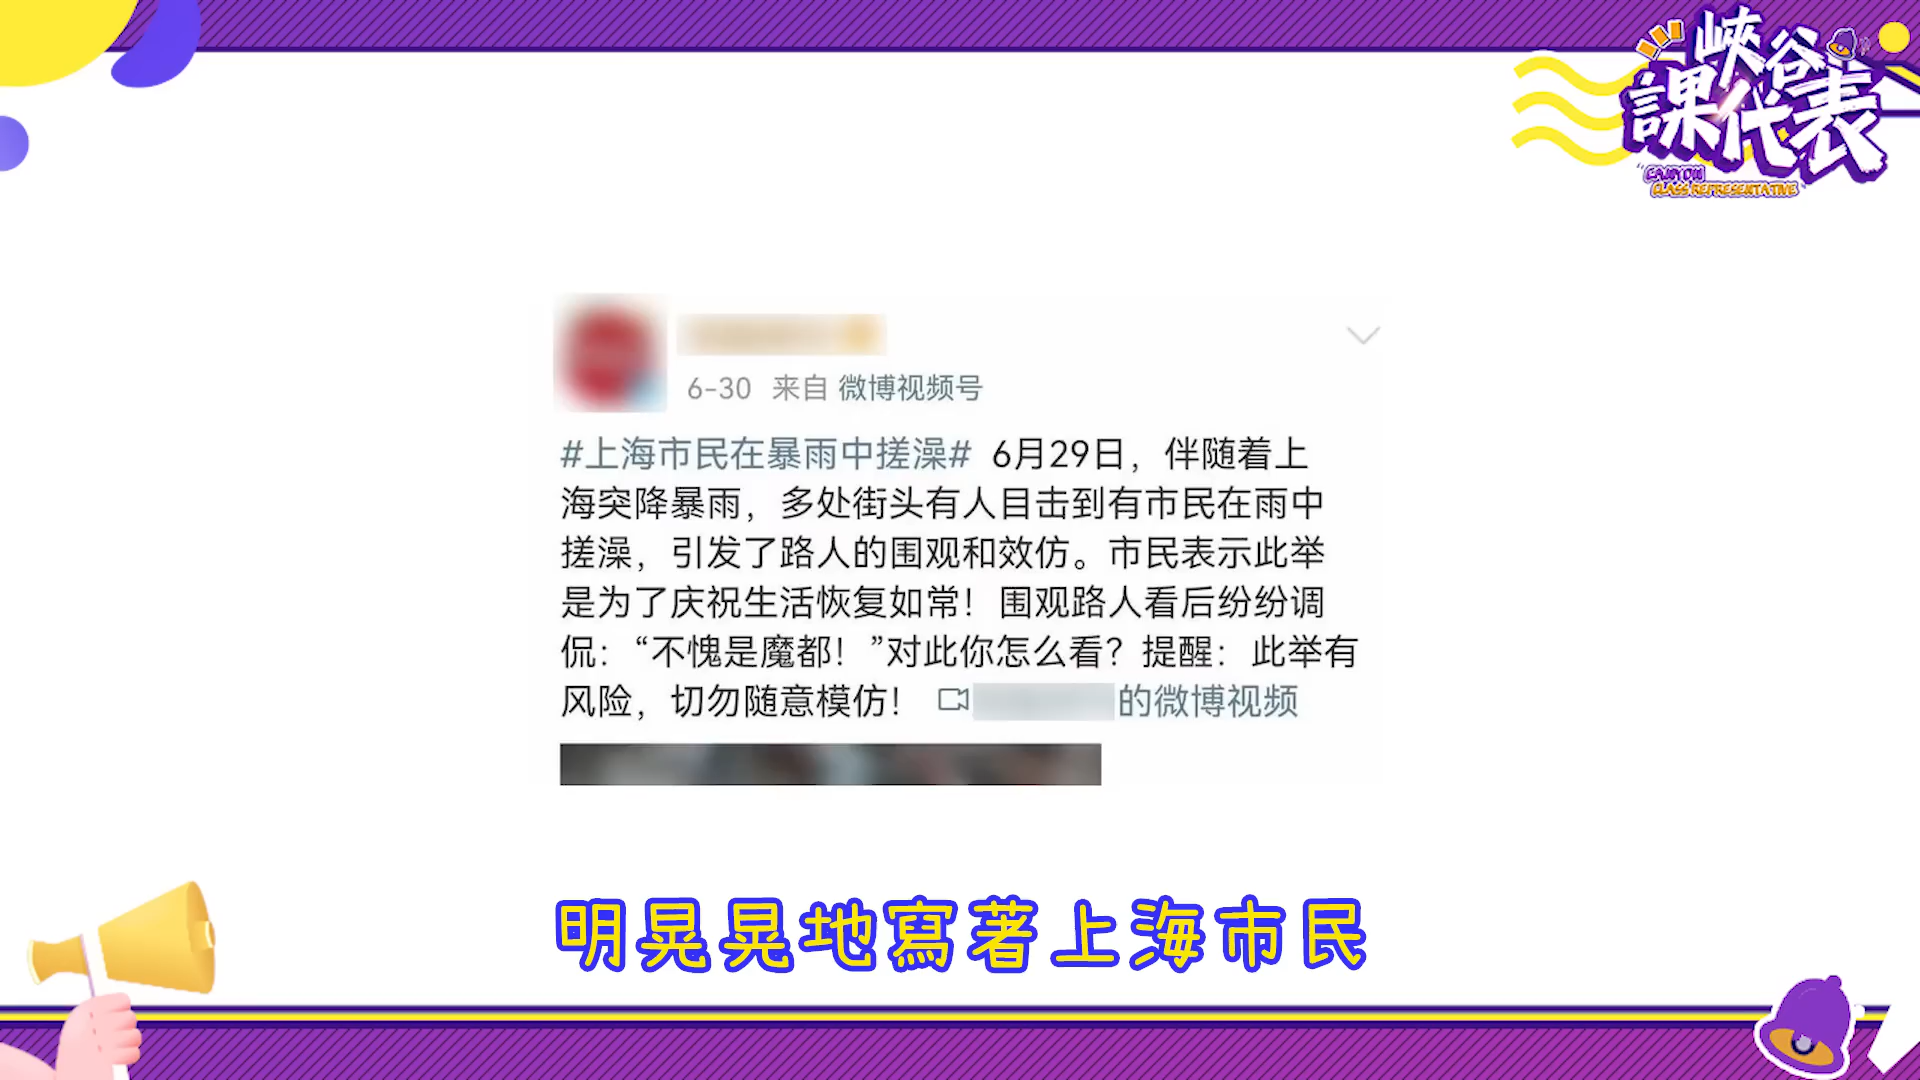 峽谷
課代表
"CANYON
CLASS REPRESENTATIVE
6-30 来自 微博视频号
#上海市民在暴雨中搓澡# 6月29日，伴随着上
海突降暴雨，多处街头有人目击到有市民在雨中
搓澡，引发了路人的围观和效仿。市民表示此举
是为了庆祝生活恢复如常！围观路人看后纷纷调
侃：“不愧是魔都！”对此你怎么看？提醒：此举有
风险，切勿随意模仿！ 的微博视频
明晃晃地寫著上海市民